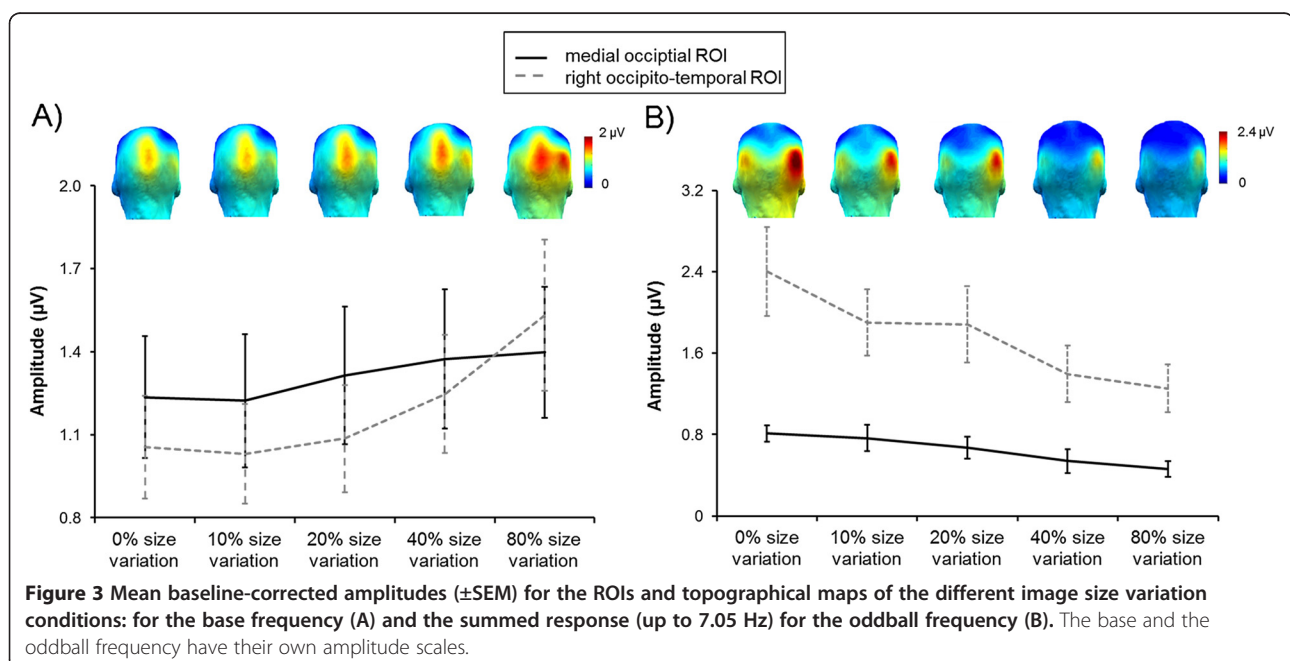 medial occiptial ROI
right occipito-temporal ROI
A)
2 µV
0
B)
2.4 µV
0
Amplitude (µV)
2.0
1.7
1.4
1.1
0.8
0% size variation
10% size variation
20% size variation
40% size variation
80% size variation
Amplitude (µV)
3.2
2.4
1.6
0.8
0
0% size variation
10% size variation
20% size variation
40% size variation
80% size variation
Figure 3 Mean baseline-corrected amplitudes (±SEM) for the ROIs and topographical maps of the different image size variation
conditions: for the base frequency (A) and the summed response (up to 7.05 Hz) for the oddball frequency (B). The base and the
oddball frequency have their own amplitude scales.